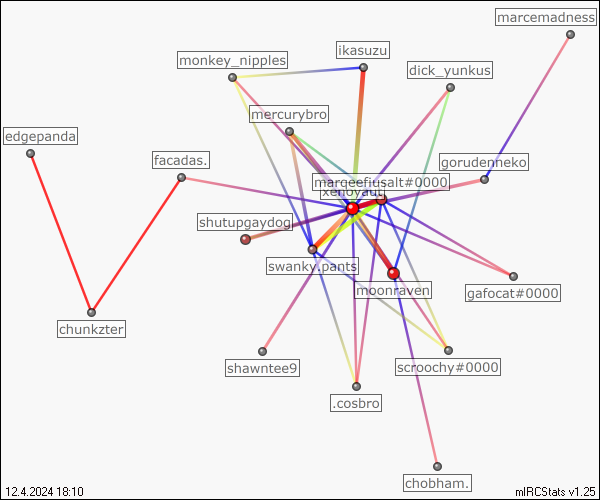 marcemadness
ikasuzu
monkey_nipples
dick_yunkus
mercurybro
edgepanda
facadas.
gorudenneko
marqeefiusalt#0000
shutupgaydog
swanky.pants
moonraven
gafocat#0000
chunkzter
shawntee9
scroochy#0000
.cosbro
chobham.
12.4.2024 18:10
mIRCStats v1.25